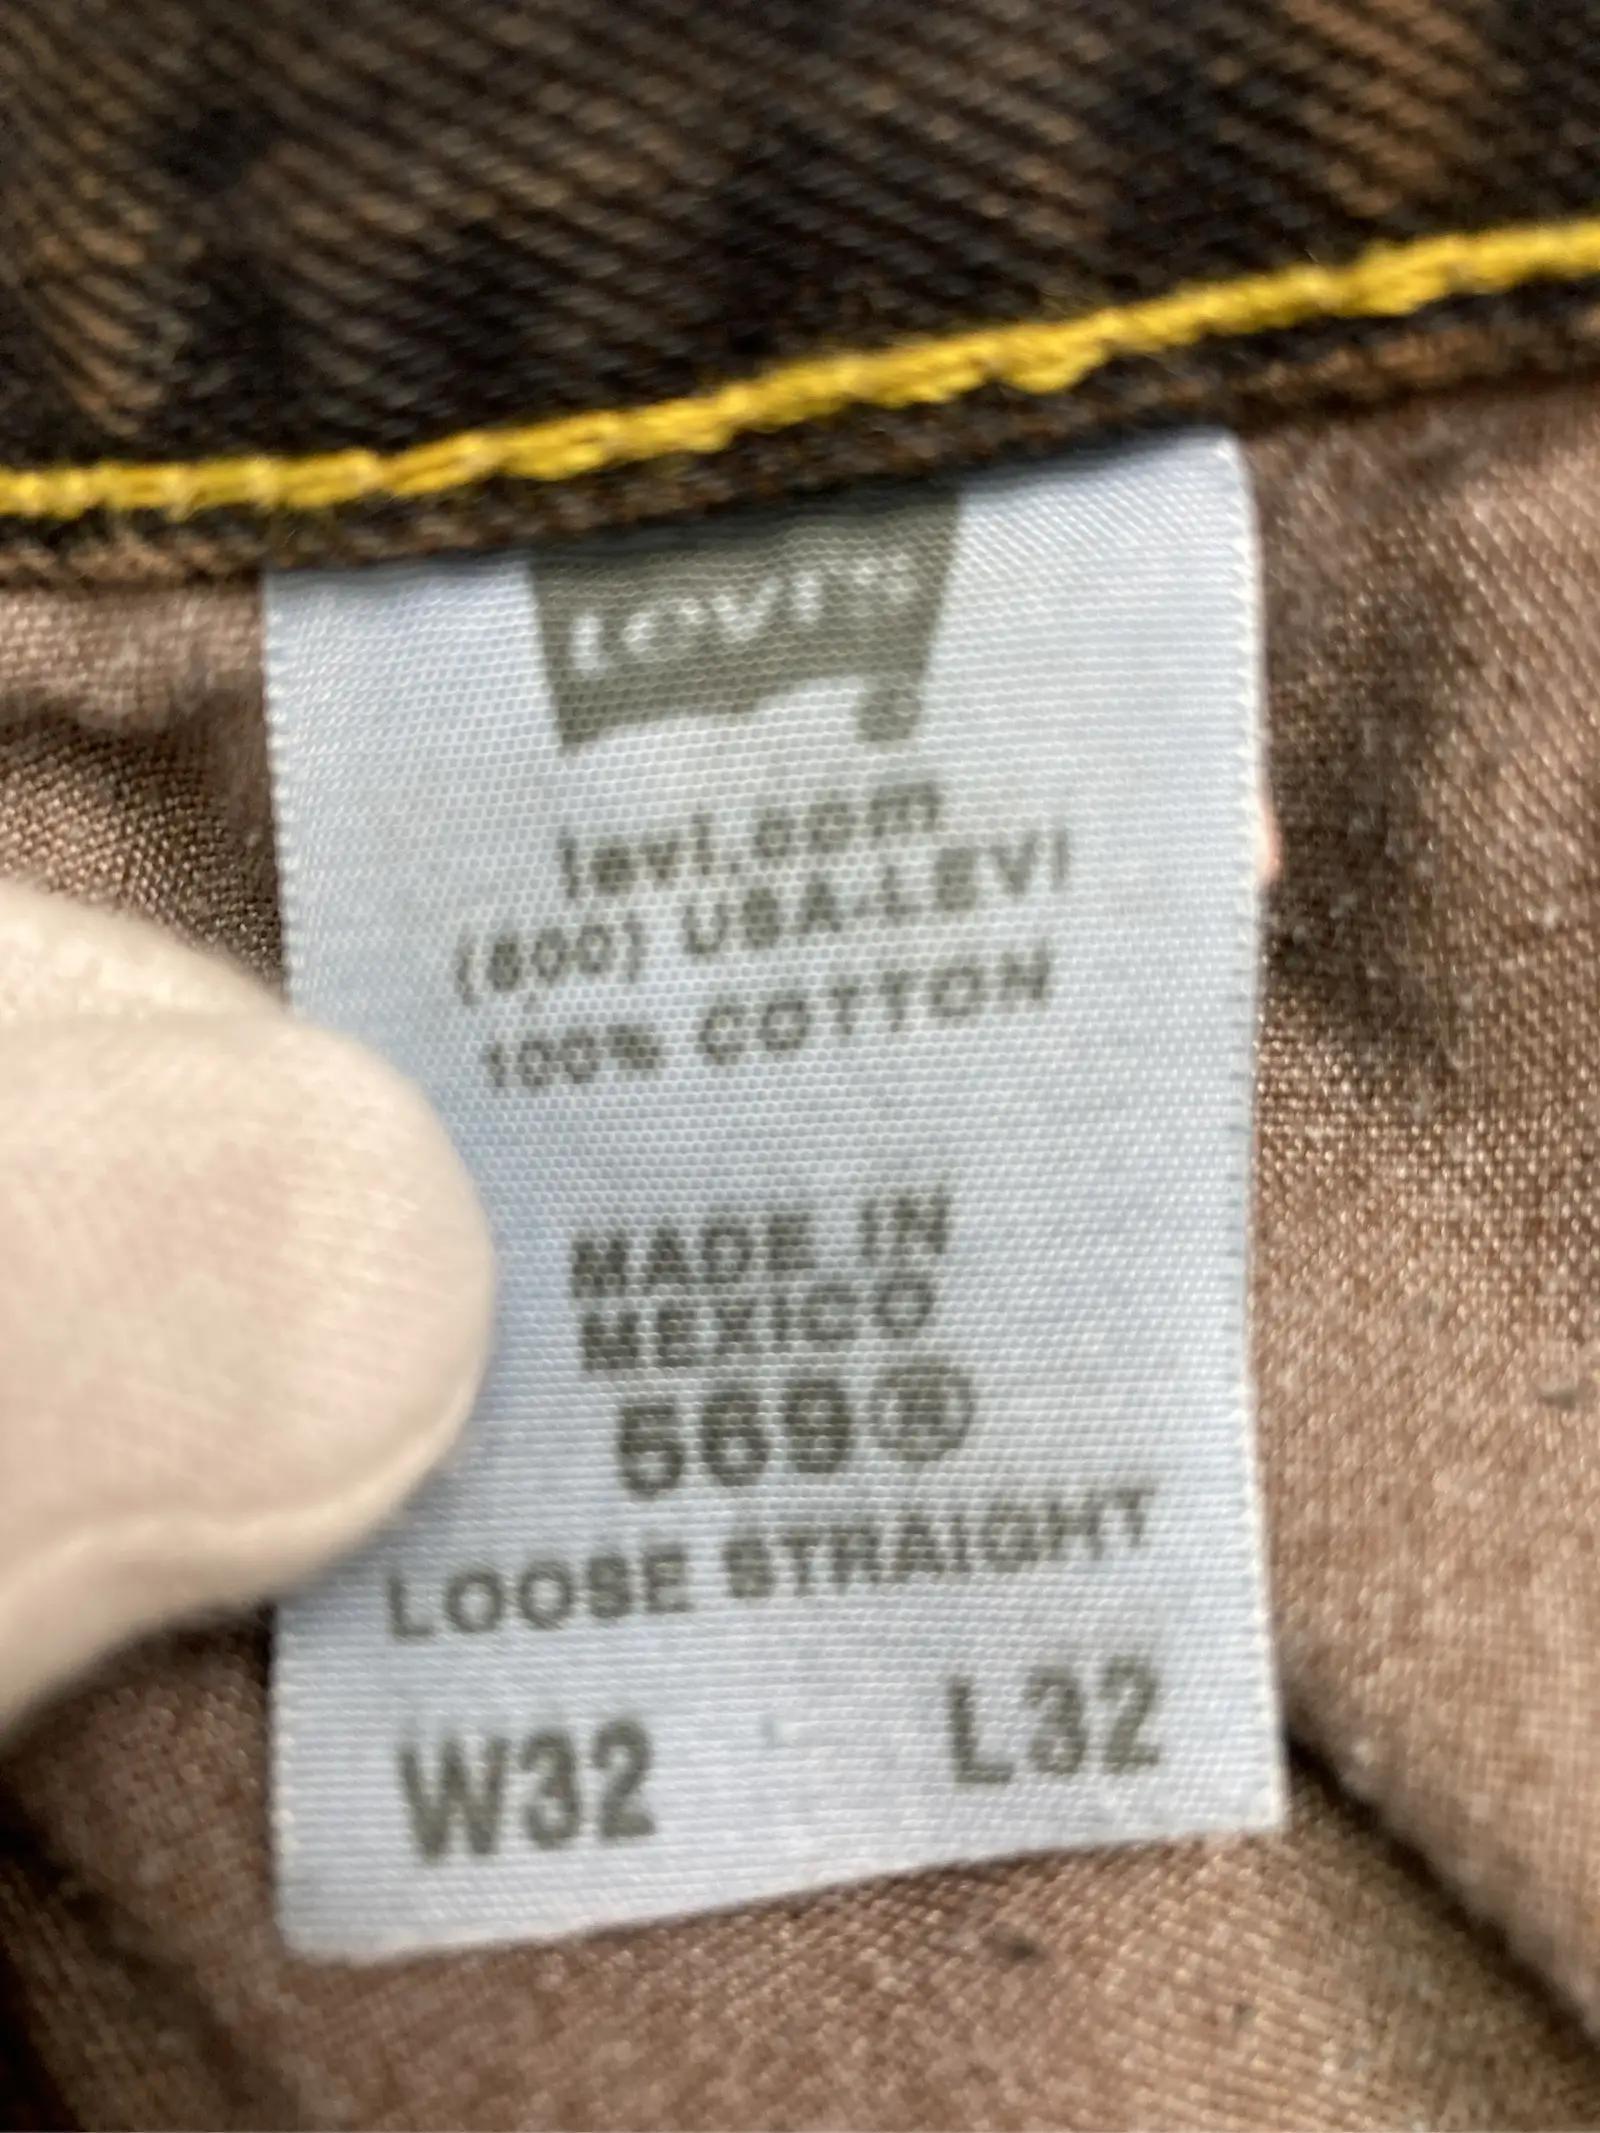 LEVI'S
levi.com
(800) USA-LEVI
100% COTTON
MADE IN
MEXICO
569®
LOOSE STRAIGHT
W32 L32